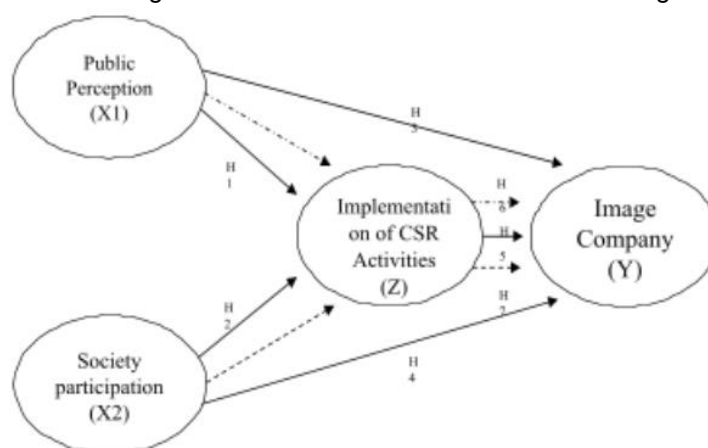 Public
Perception
(X1)
H
3
H
1
Implementati
on of CSR
Activities
(Z)
H
6
H
5
Image
Company
(Y)
H
2
H
7
H
4
Society
participation
(X2)